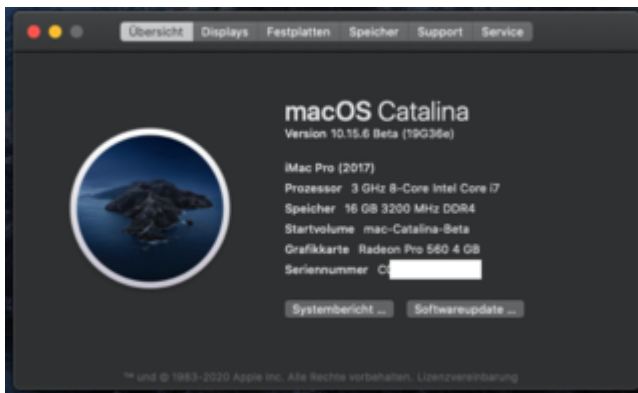 Übersicht Displays Festplatten Speicher Support Service
macOS Catalina
Version 10.15.6 Beta (19G36e)
iMac Pro (2017)
Prozessor 3 GHz 8-Core Intel Core i7
Speicher 16 GB 3200 MHz DDR4
Startvolume mac-Catalina-Beta
Grafikkarte Radeon Pro 560 4 GB
Seriennummer C0
Systembericht ...
Softwareupdate ...
™ und © 1983-2020 Apple Inc. Alle Rechte vorbehalten. Lizenzvereinbarung